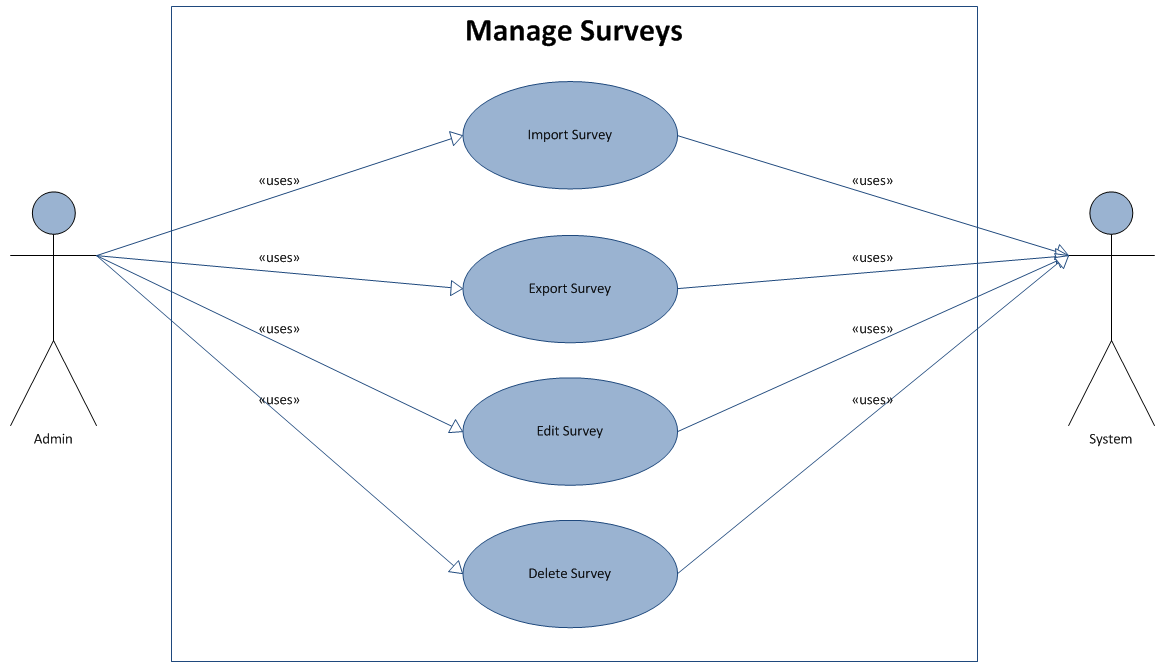 Manage Surveys
Import Survey
«uses»
«uses»
«uses»
«uses»
Export Survey
«uses»
«uses»
Edit Survey
«uses»
«uses»
Admin
System
Delete Survey